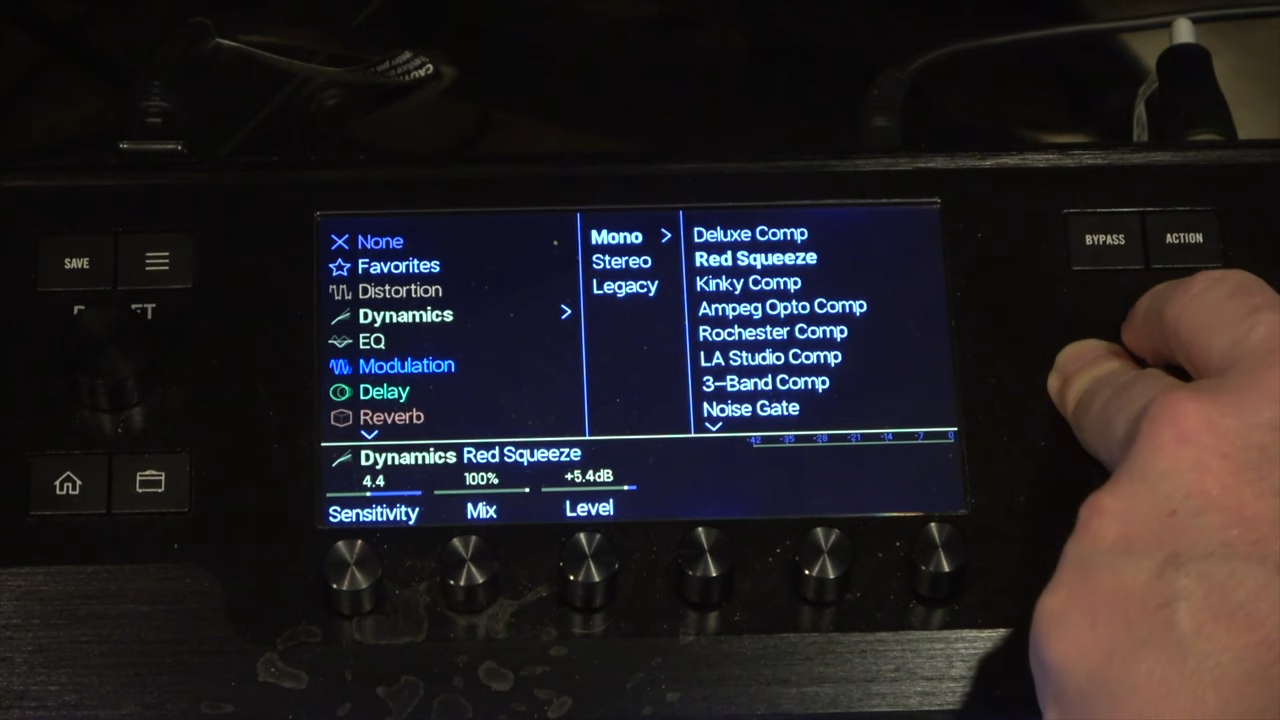 CAUTION
SAVE
BYPASS
ACTION
None
Favorites
Distortion
Dynamics >
EQ
Modulation
Delay
Reverb
Mono >
Stereo
Legacy
Deluxe Comp
Red Squeeze
Kinky Comp
Ampeg Opto Comp
Rochester Comp
LA Studio Comp
3-Band Comp
Noise Gate
-42 -35 -28 -21 -14 -7 0
Dynamics Red Squeeze
4.4 100% +5.4dB
Sensitivity Mix Level